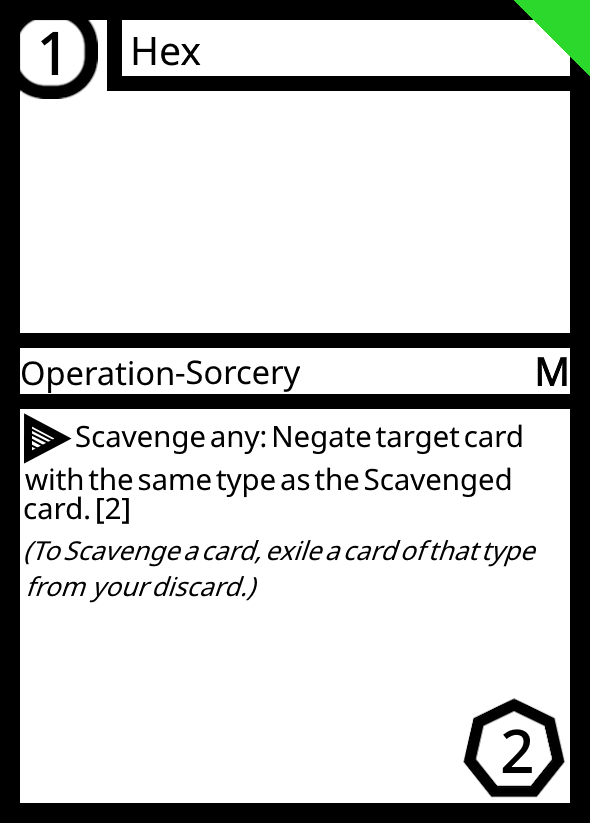 1
Hex
Operation-Sorcery
M
Scavenge any: Negate target card
with the same type as the Scavenged
card. [2]
(To Scavenge a card, exile a card of that type
from your discard.)
2